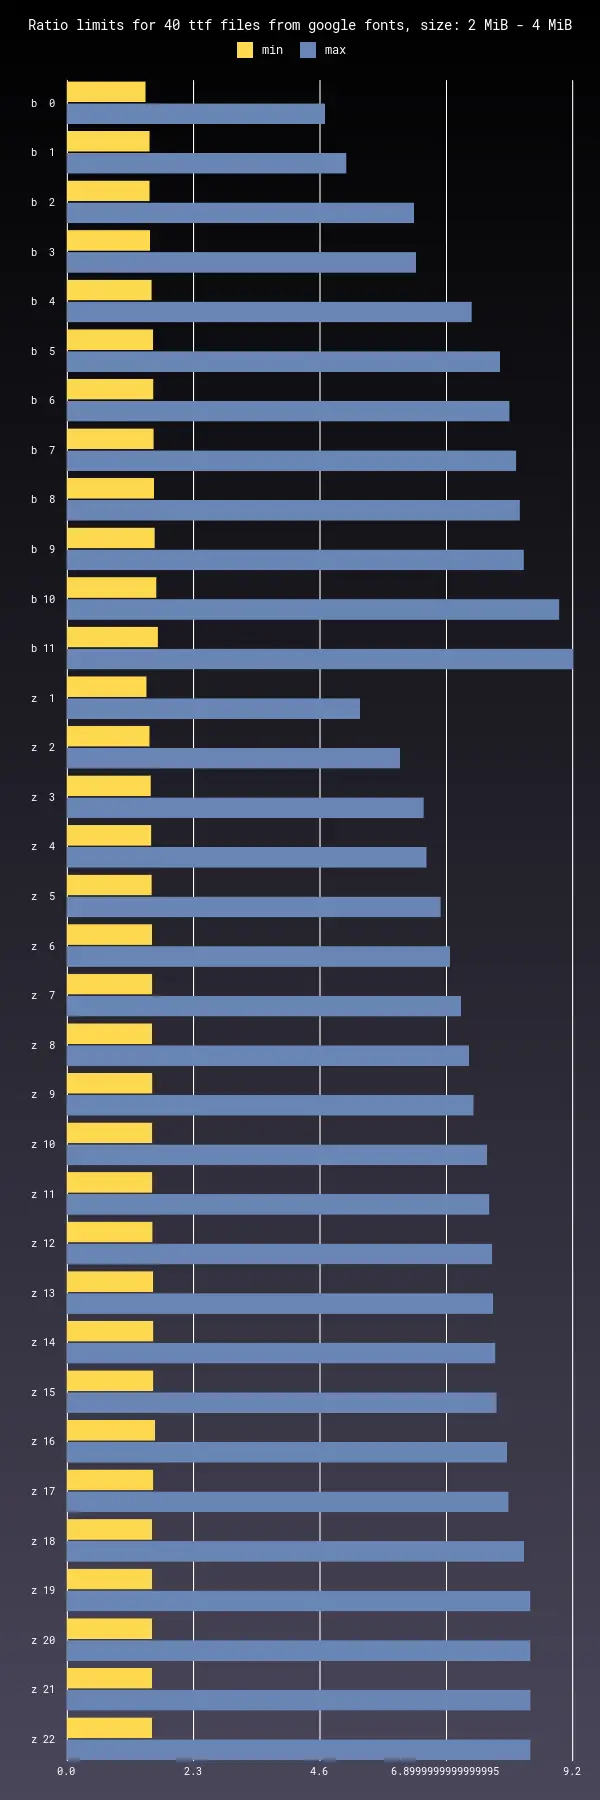 Ratio limits for 40 ttf files from google fonts, size: 2 MiB - 4 MiB
min max
b 0
b 1
b 2
b 3
b 4
b 5
b 6
b 7
b 8
b 9
b 10
b 11
z 1
z 2
z 3
z 4
z 5
z 6
z 7
z 8
z 9
z 10
z 11
z 12
z 13
z 14
z 15
z 16
z 17
z 18
z 19
z 20
z 21
z 22
0.0 2.3 4.6 6.8999999999999995 9.2